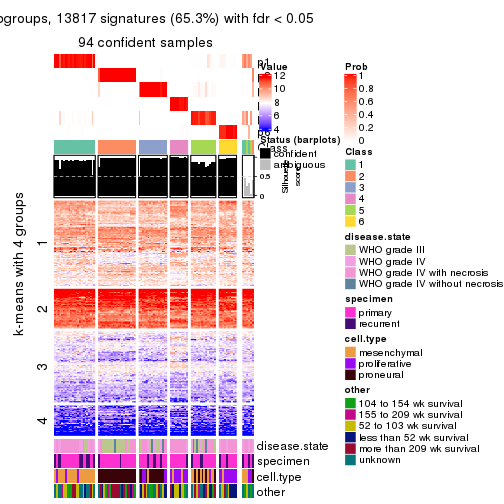 ogroups, 13817 signatures (65.3%) with fdr < 0.05
94 confident samples
Value
12
10
8
6
4
Prob
1
0.8
0.6
0.4
0.2
0
Status (barplots)
confident
ambiguous
Class
1
2
3
4
5
6
0.5
0
Silhouette
score
k-means with 4 groups
1
2
3
4
disease.state
WHO grade III
WHO grade IV
WHO grade IV with necrosis
WHO grade IV without necrosis
specimen
primary
recurrent
cell.type
mesenchymal
proliferative
proneural
other
104 to 154 wk survival
155 to 209 wk survival
52 to 103 wk survival
less than 52 wk survival
more than 209 wk survival
unknown
disease.state
specimen
cell.type
other